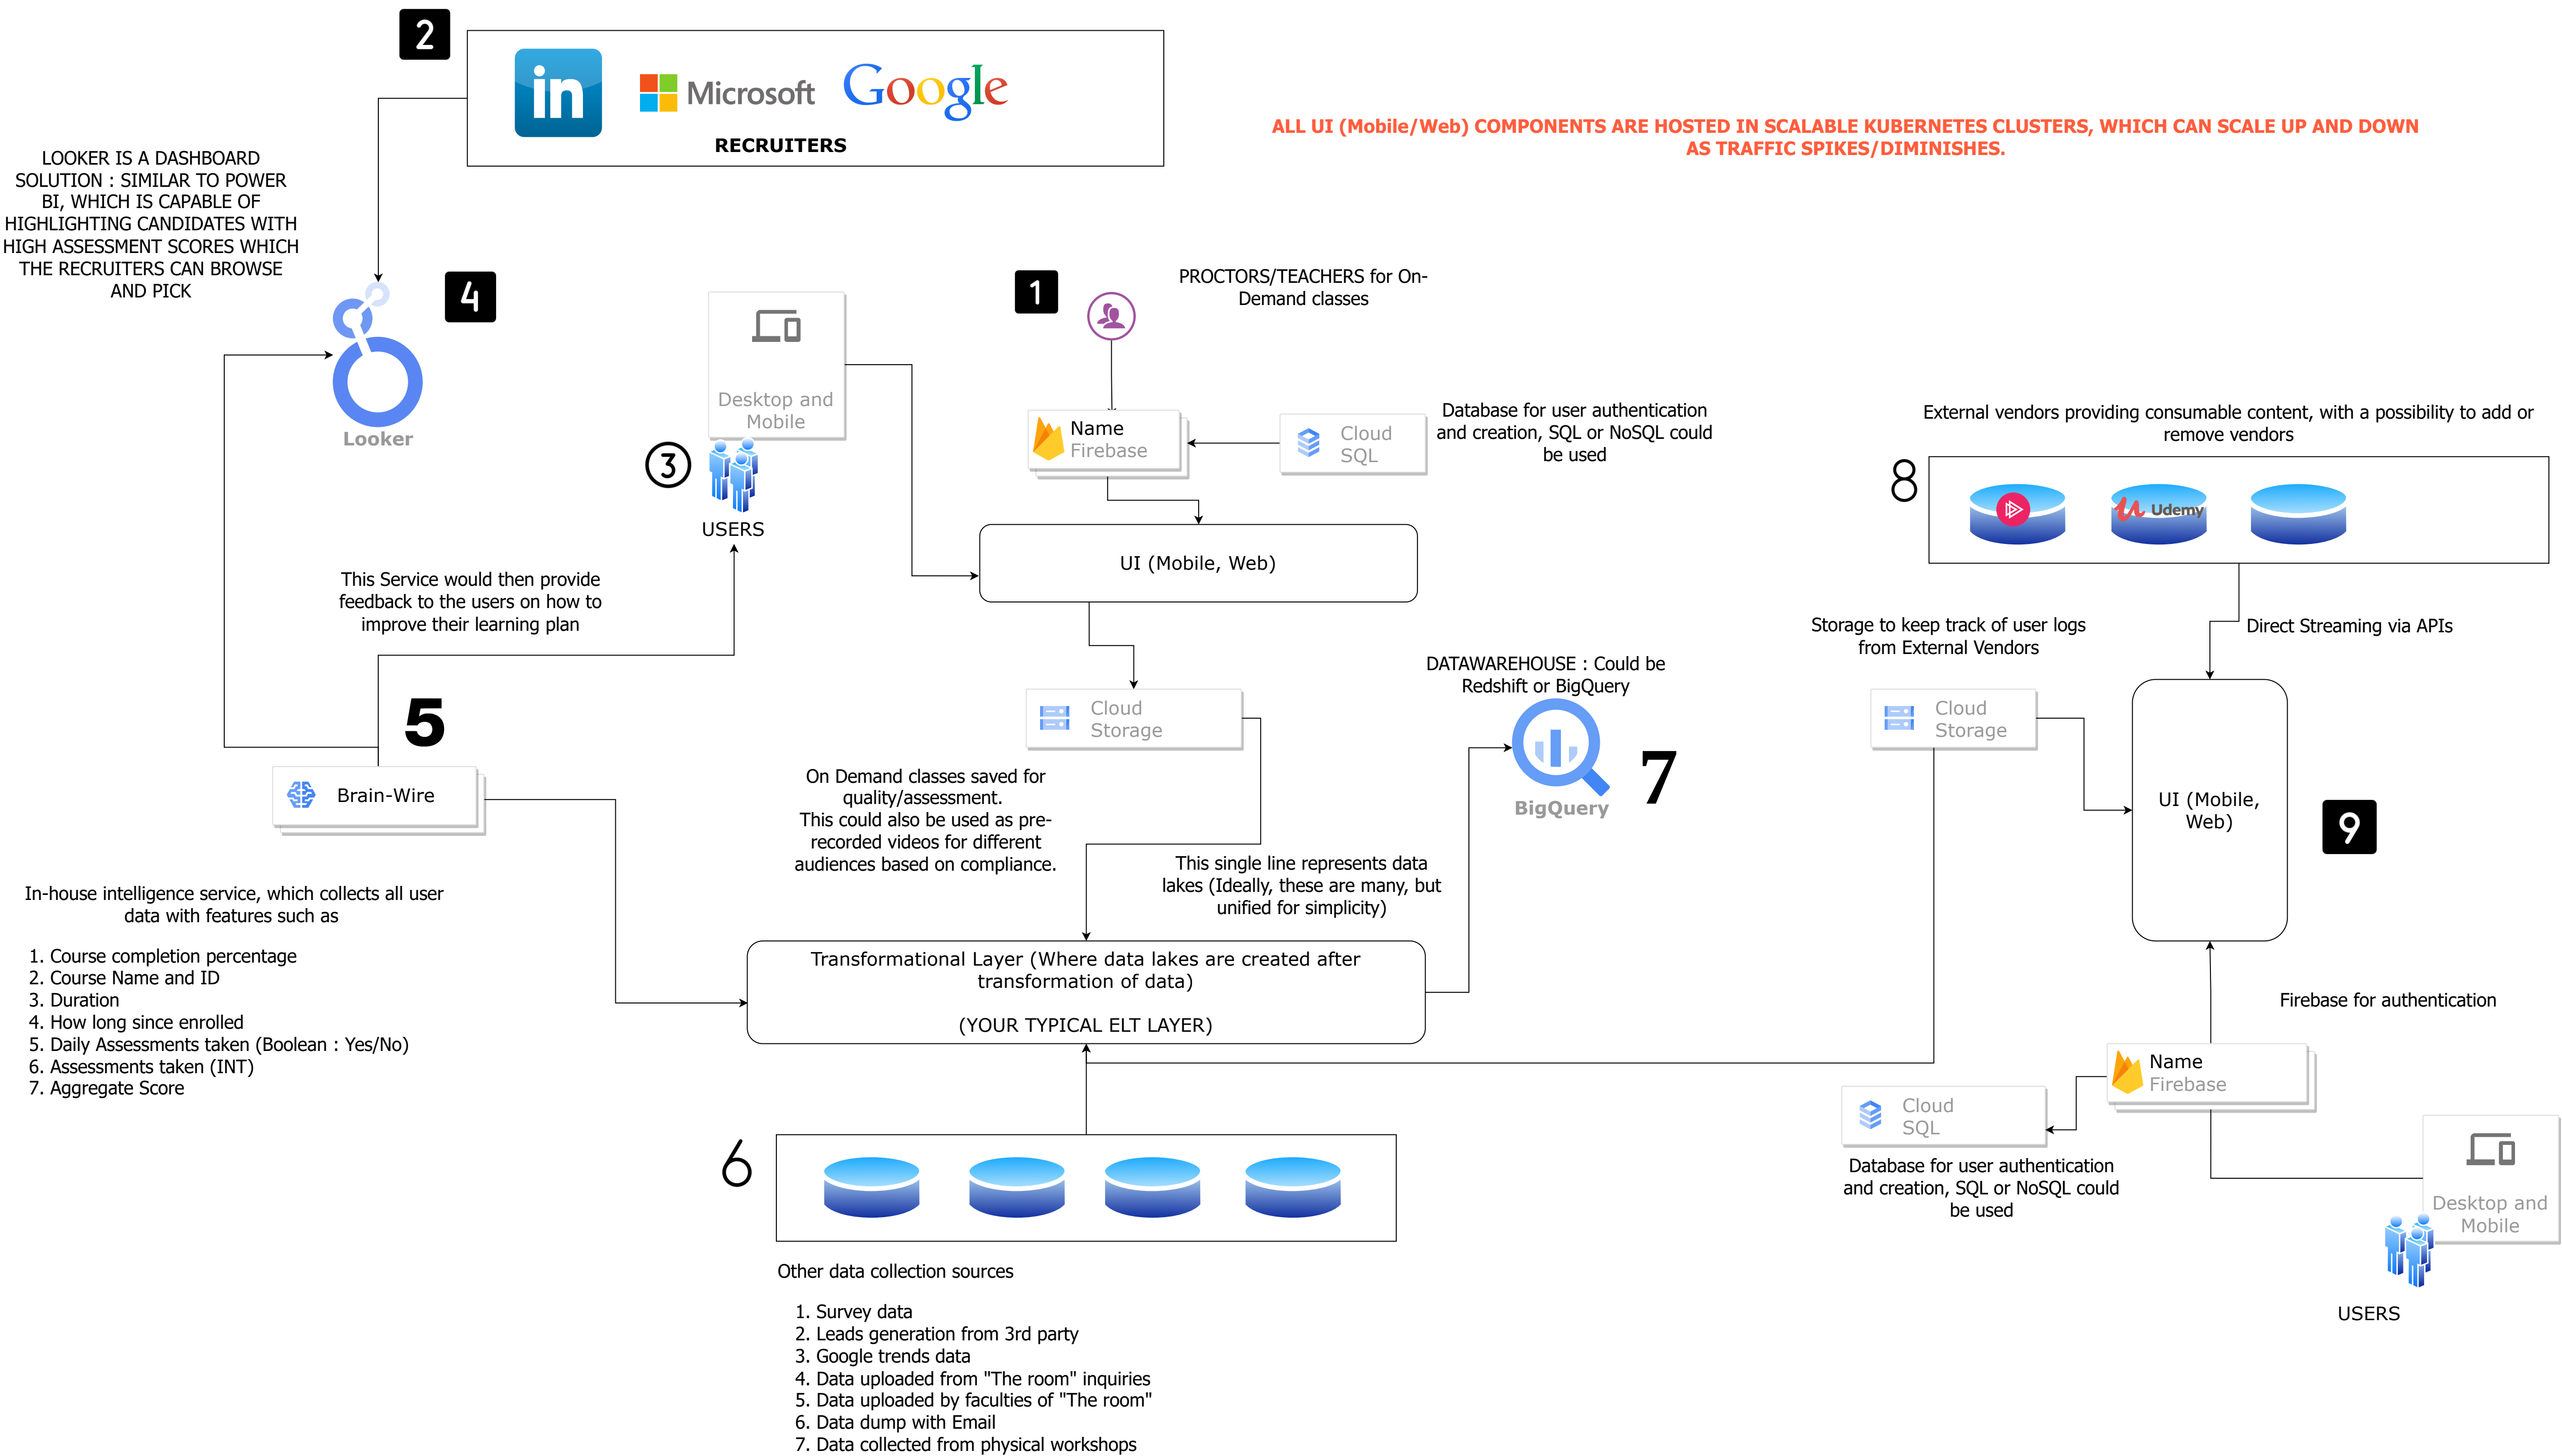 2
in
Microsoft
Google
RECRUITERS
ALL UI (Mobile/Web) COMPONENTS ARE HOSTED IN SCALABLE KUBERNETES CLUSTERS, WHICH CAN SCALE UP AND DOWN
AS TRAFFIC SPIKES/DIMINISHES.
LOOKER IS A DASHBOARD
SOLUTION : SIMILAR TO POWER
BI, WHICH IS CAPABLE OF
HIGHLIGHTING CANDIDATES WITH
HIGH ASSESSMENT SCORES WHICH
THE RECRUITERS CAN BROWSE
AND PICK
4
Looker
Desktop and
Mobile
3
USERS
1
PROCTORS/TEACHERS for On-
Demand classes
Name
Firebase
Cloud
SQL
Database for user authentication
and creation, SQL or NoSQL could
be used
UI (Mobile, Web)
External vendors providing consumable content, with a possibility to add or
remove vendors
8
Udemy
Direct Streaming via APIs
Storage to keep track of user logs
from External Vendors
This Service would then provide
feedback to the users on how to
improve their learning plan
5
Brain-Wire
Cloud
Storage
On Demand classes saved for
quality/assessment.
This could also be used as pre-
recorded videos for different
audiences based on compliance.
DATAWAREHOUSE : Could be
Redshift or BigQuery
BigQuery
7
This single line represents data
lakes (Ideally, these are many, but
unified for simplicity)
Cloud
Storage
UI (Mobile,
Web)
9
In-house intelligence service, which collects all user
data with features such as
1. Course completion percentage
2. Course Name and ID
3. Duration
4. How long since enrolled
5. Daily Assessments taken (Boolean : Yes/No)
6. Assessments taken (INT)
7. Aggregate Score
Transformational Layer (Where data lakes are created after
transformation of data)
(YOUR TYPICAL ELT LAYER)
Firebase for authentication
Name
Firebase
Cloud
SQL
Database for user authentication
and creation, SQL or NoSQL could
be used
Desktop and
Mobile
USERS
6
Other data collection sources
1. Survey data
2. Leads generation from 3rd party
3. Google trends data
4. Data uploaded from "The room" inquiries
5. Data uploaded by faculties of "The room"
6. Data dump with Email
7. Data collected from physical workshops